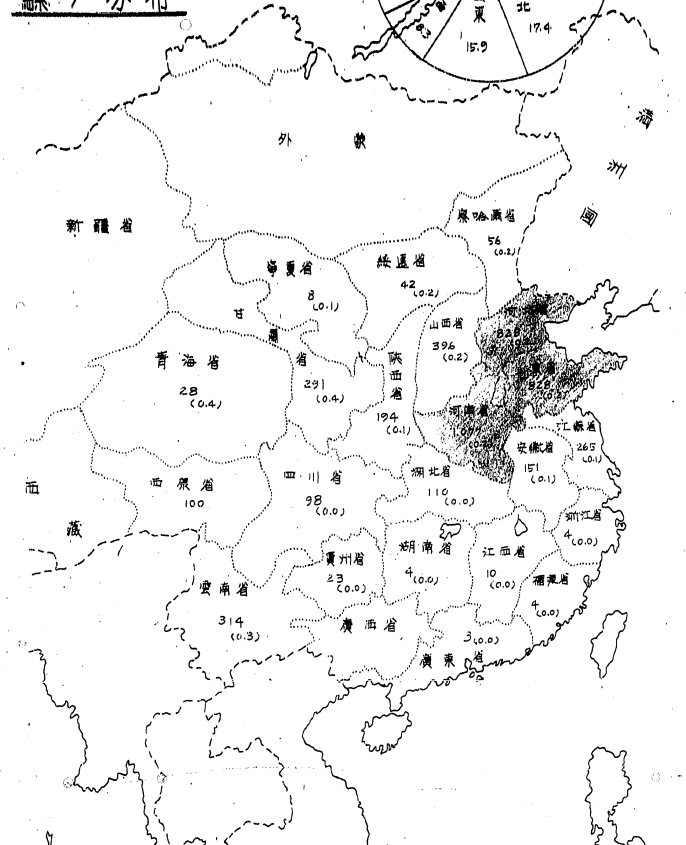 東
15.9
北
17.4
満
洲
國
外 蒙
新疆省
察哈爾省
56
(0.2)
寧夏省
8
(0.1)
綏遠省
42
(0.2)
甘
肅
省
291
(0.4)
山西省
396
(0.2)
陝
西
省
194
(0.1)
青海省
28
(0.4)
河南省
江蘇省
265
(0.1)
安徽省
151
(0.1)
西
藏
西康省
100
四川省
98
(0.0)
湖北省
110
(0.0)
浙江省
4
(0.0)
貴州省
23
(0.0)
湖南省
4
(0.0)
江西省
10
(0.0)
福建省
4
(0.0)
雲南省
314
(0.3)
廣西省
3
(0.0)
廣東省